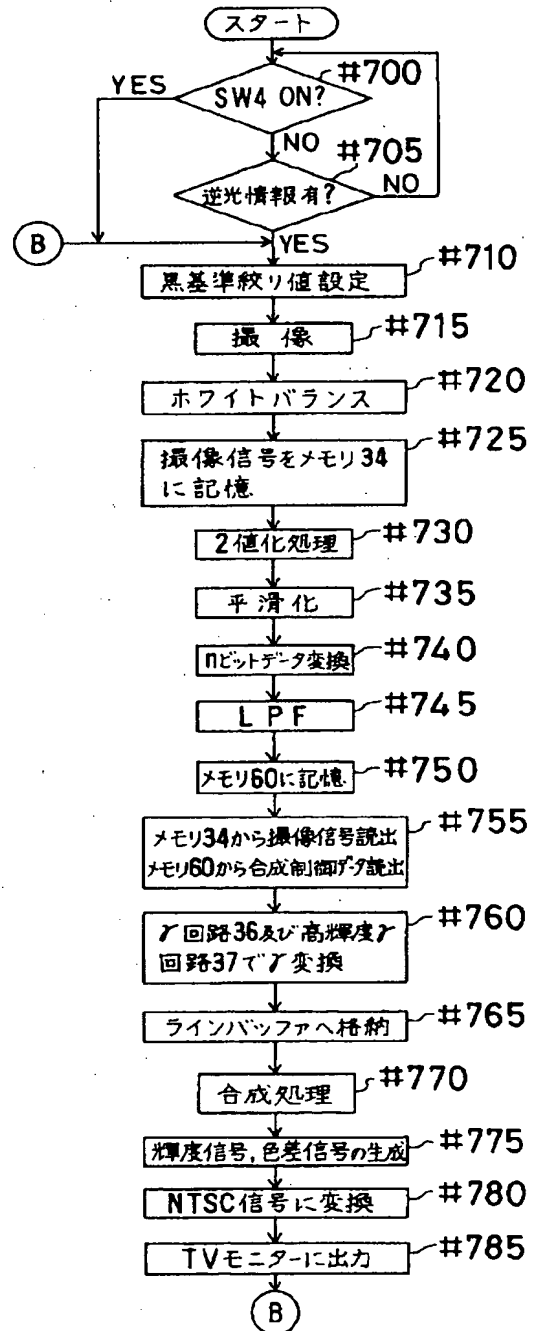 スタート
#700
YES
SW4 ON?
NO
#705
逆光情報有?
NO
B
YES
#710
黒基準絞り値設定
#715
撮 像
#720
ホワイトバランス
#725
撮像信号をメモリ34
に記憶
#730
2値化処理
#735
平滑化
#740
nビットデータ変換
#745
LPF
#750
メモリ60に記憶
#755
メモリ34から撮像信号読出
メモリ60から合成制御データ読出
#760
γ回路36及び高輝度γ
回路37でγ変換
#765
ラインバッファへ格納
#770
合成処理
#775
輝度信号,色差信号の生成
#780
NTSC信号に変換
#785
TVモニターに出力
B